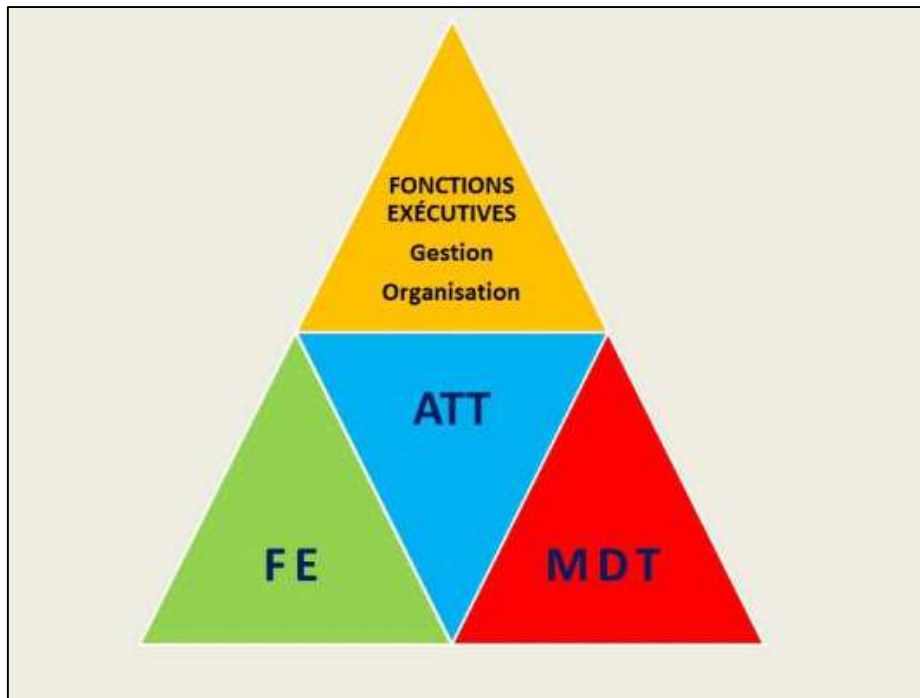 FONCTIONS
EXÉCUTIVES
Gestion
Organisation
ATT
FE
MDT